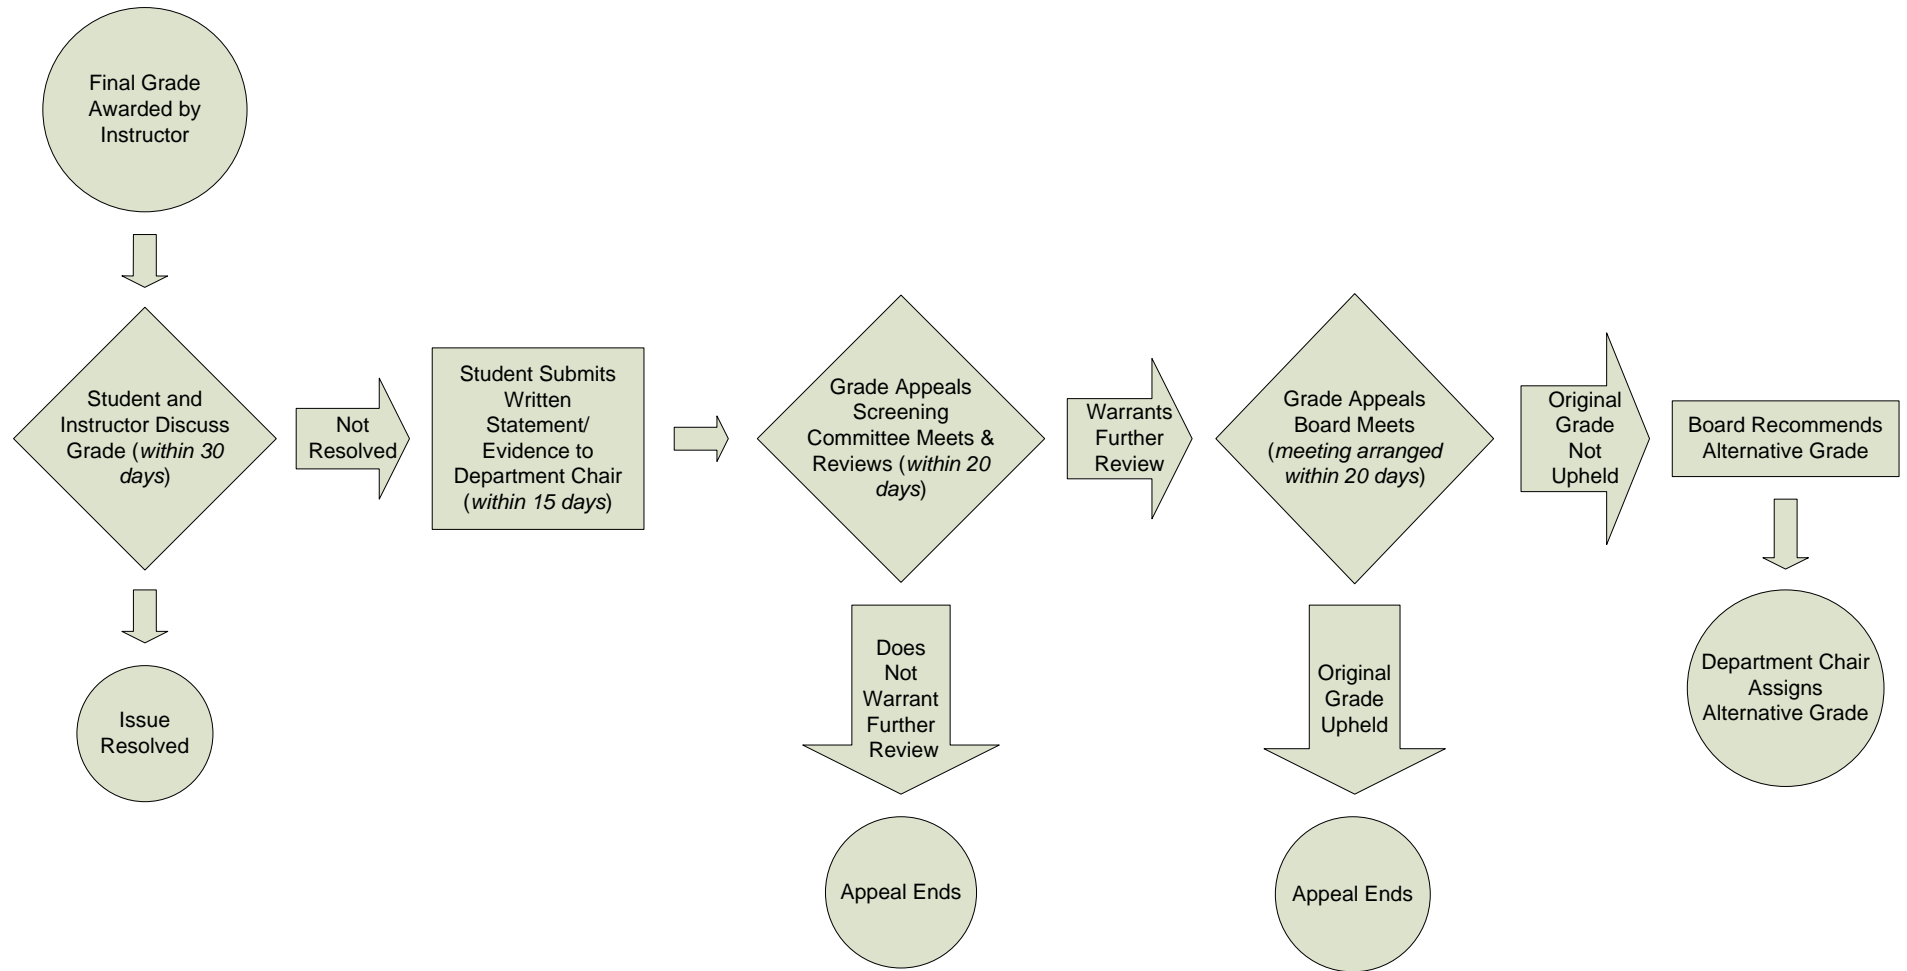 Final Grade
Awarded by
Instructor
Student and
Instructor Discuss
Grade (within 30
days)
Not
Resolved
Student Submits
Written
Statement/
Evidence to
Department Chair
(within 15 days)
Grade Appeals
Screening
Committee Meets &
Reviews (within 20
days)
Warrants
Further
Review
Grade Appeals
Board Meets
(meeting arranged
within 20 days)
Original
Grade
Not
Upheld
Board Recommends
Alternative Grade
Issue
Resolved
Does
Not
Warrant
Further
Review
Original
Grade
Upheld
Department Chair
Assigns
Alternative Grade
Appeal Ends
Appeal Ends